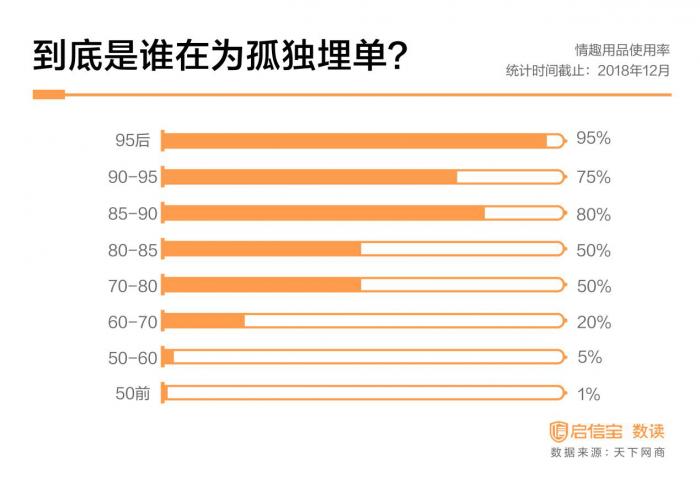 到底是谁在为孤独埋单？
情趣用品使用率
统计时间截止：2018年12月
95后 95%
90-95 75%
85-90 80%
80-85 50%
70-80 50%
60-70 20%
50-60 5%
50前 1%
启信宝 数读
数据来源：天下网商